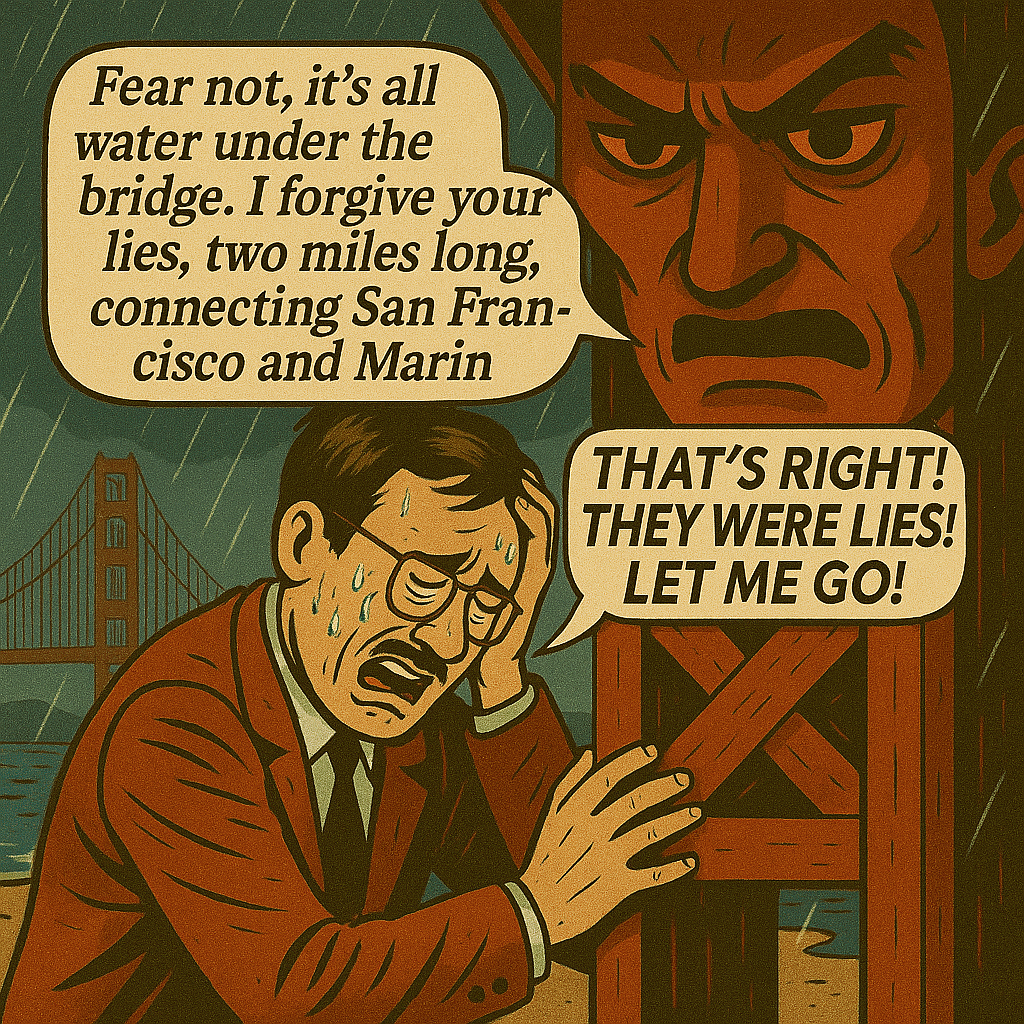 Fear not, it's all
water under the
bridge. I forgive your
lies, two miles long,
connecting San Fran-
cisco and Marin
THAT'S RIGHT!
THEY WERE LIES!
LET ME GO!